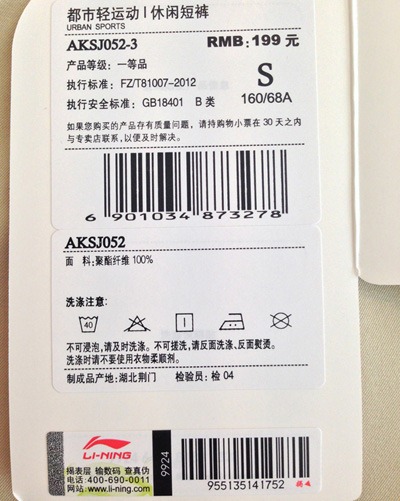 都市轻运动 | 休闲短裤
URBAN SPORTS
AKSJ052-3 RMB: 199 元
产品等级: 一等品
S
执行标准: FZ/T81007-2012
160/68A
执行安全标准: GB18401 B 类
如果您购买的产品存有质量问题，请持购物小票在 30 天之内
与专卖店联系,以便及时解决。
6 901034 873278
AKSJ052
面 料:聚酯纤维 100%
洗涤注意:
40
不可浸泡,请及时洗涤。不可搓洗,请反面洗涤、反面熨烫。
洗涤时请不要使用衣物柔顺剂。
制成品产地: 湖北荆门 检验员: 检 04
LI-NING
揭表层 输数码 查真伪
电话:400-690-0011
网站:www.li-ning.com
9924
955135141752